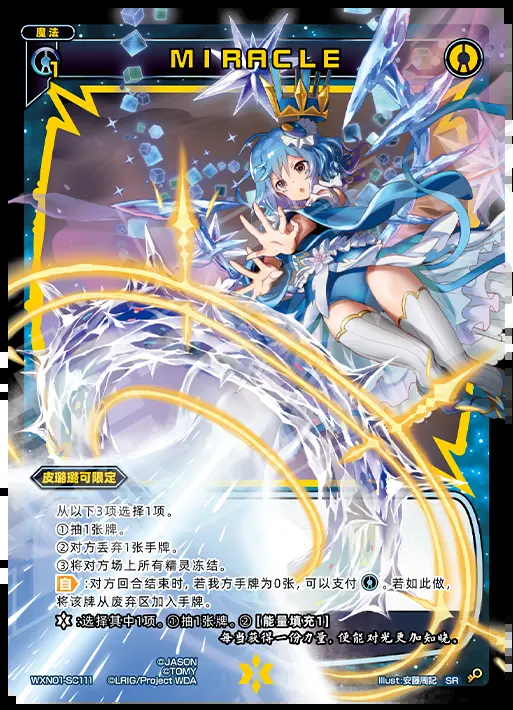 魔法
MIRACLE
1
皮璐璐可限定
从以下3项选择1项。
①抽1张牌。
②对方丢弃1张手牌。
③将对方场上所有精灵冻结。
自:对方回合结束时, 若我方手牌为0张, 可以支付 。若如此做,
将该牌从废弃区加入手牌。
:选择其中1项。①抽1张牌。②【能量填充1】
每当获得一份力量, 便能对光更加知晓。
©JASON
©TOMY
WXN01-SC111 ©LRIG/Project WDA Illust:安藤周記 SR